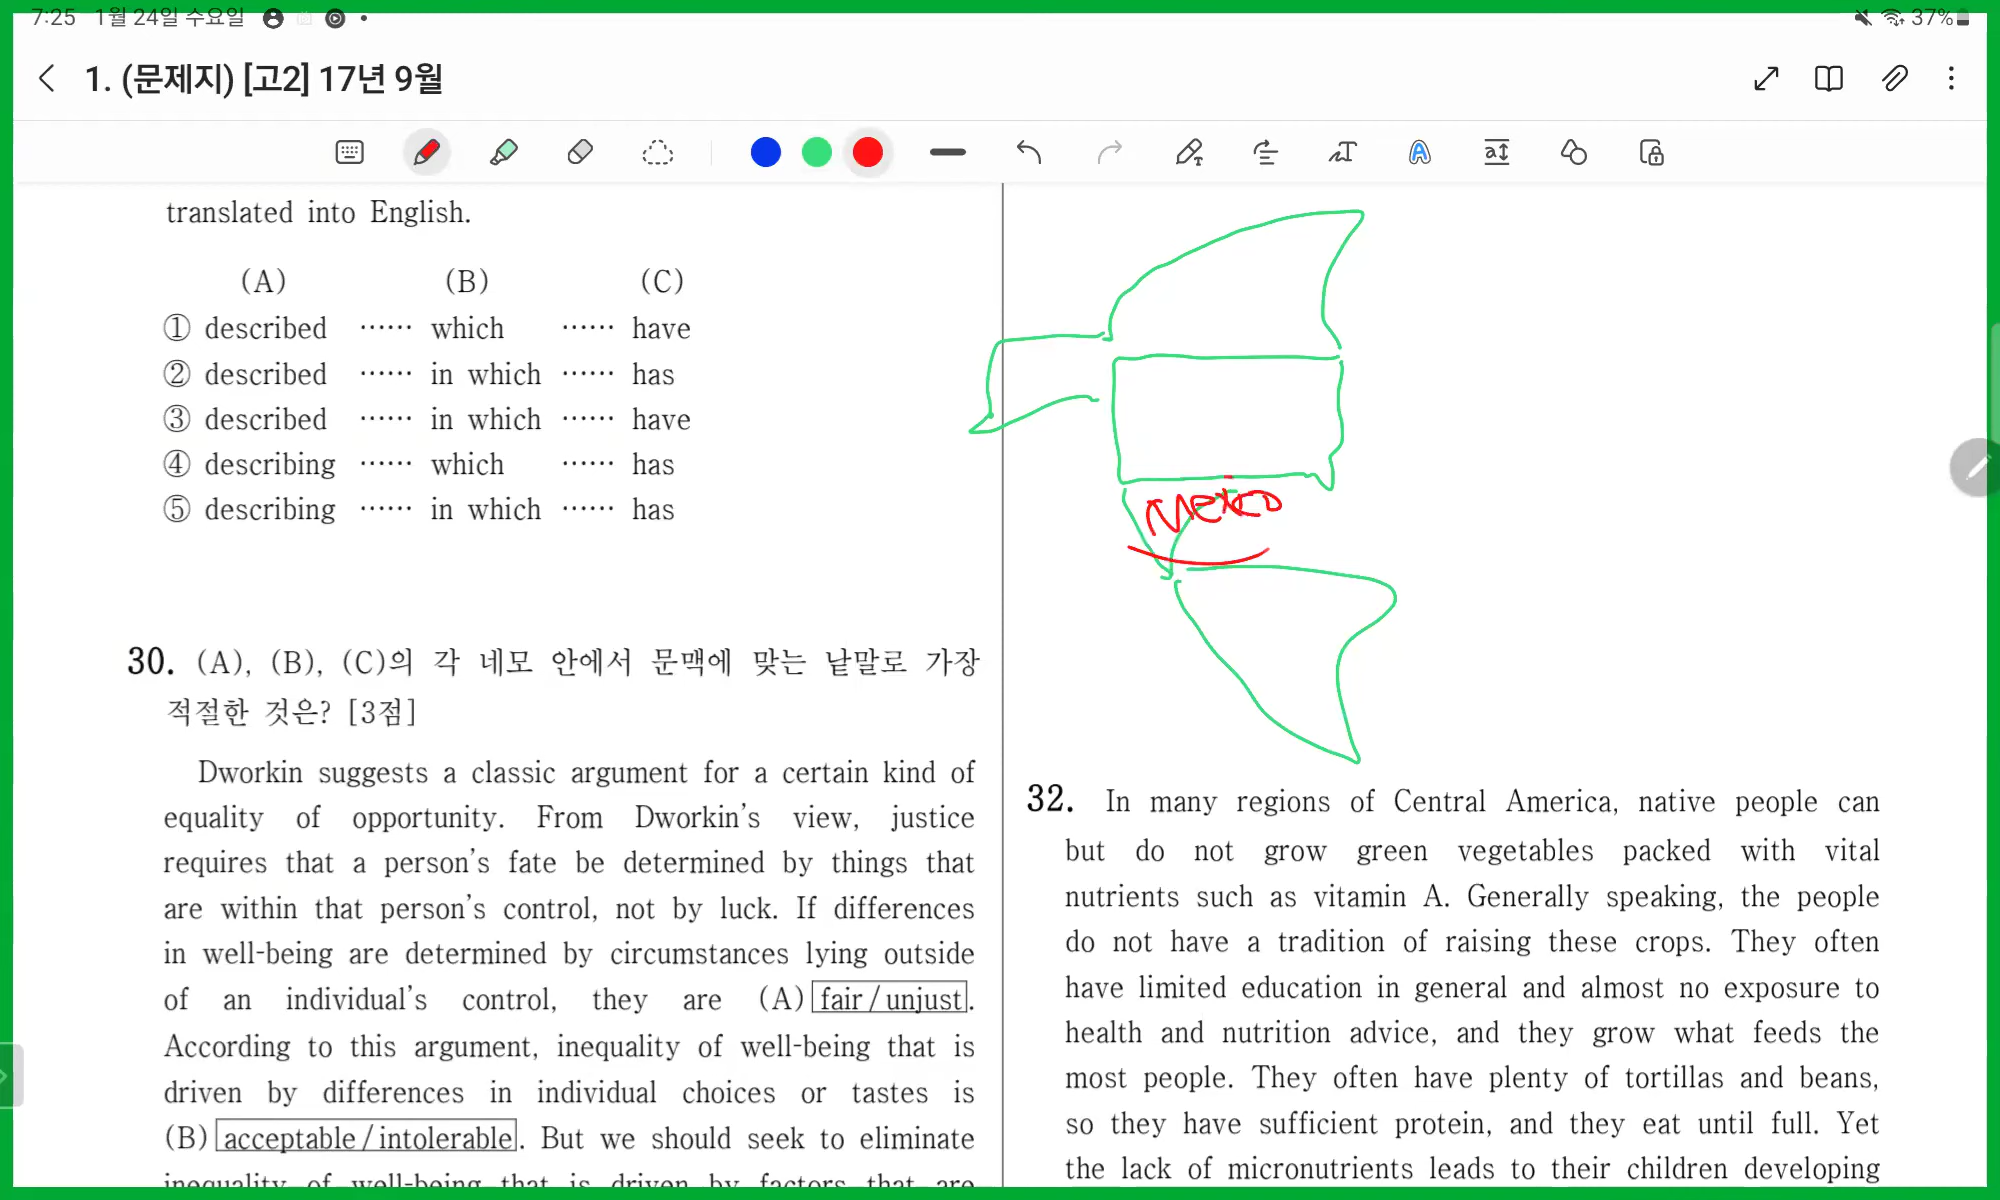 7:25 1월 24일 수요일
37%
1. (문제지) [고2] 17년 9월
translated into English.
(A) (B) (C)
① described …… which …… have
② described …… in which …… has
③ described …… in which …… have
④ describing …… which …… has
⑤ describing …… in which …… has
30. (A), (B), (C)의 각 네모 안에서 문맥에 맞는 낱말로 가장
적절한 것은? [3점]
Dworkin suggests a classic argument for a certain kind of
equality of opportunity. From Dworkin's view, justice
requires that a person's fate be determined by things that
are within that person's control, not by luck. If differences
in well-being are determined by circumstances lying outside
of an individual's control, they are (A) fair / unjust.
According to this argument, inequality of well-being that is
driven by differences in individual choices or tastes is
(B) acceptable / intolerable. But we should seek to eliminate
inequality of well-being that is driven by factors that are
Mexico
32. In many regions of Central America, native people can
but do not grow green vegetables packed with vital
nutrients such as vitamin A. Generally speaking, the people
do not have a tradition of raising these crops. They often
have limited education in general and almost no exposure to
health and nutrition advice, and they grow what feeds the
most people. They often have plenty of tortillas and beans,
so they have sufficient protein, and they eat until full. Yet
the lack of micronutrients leads to their children developing